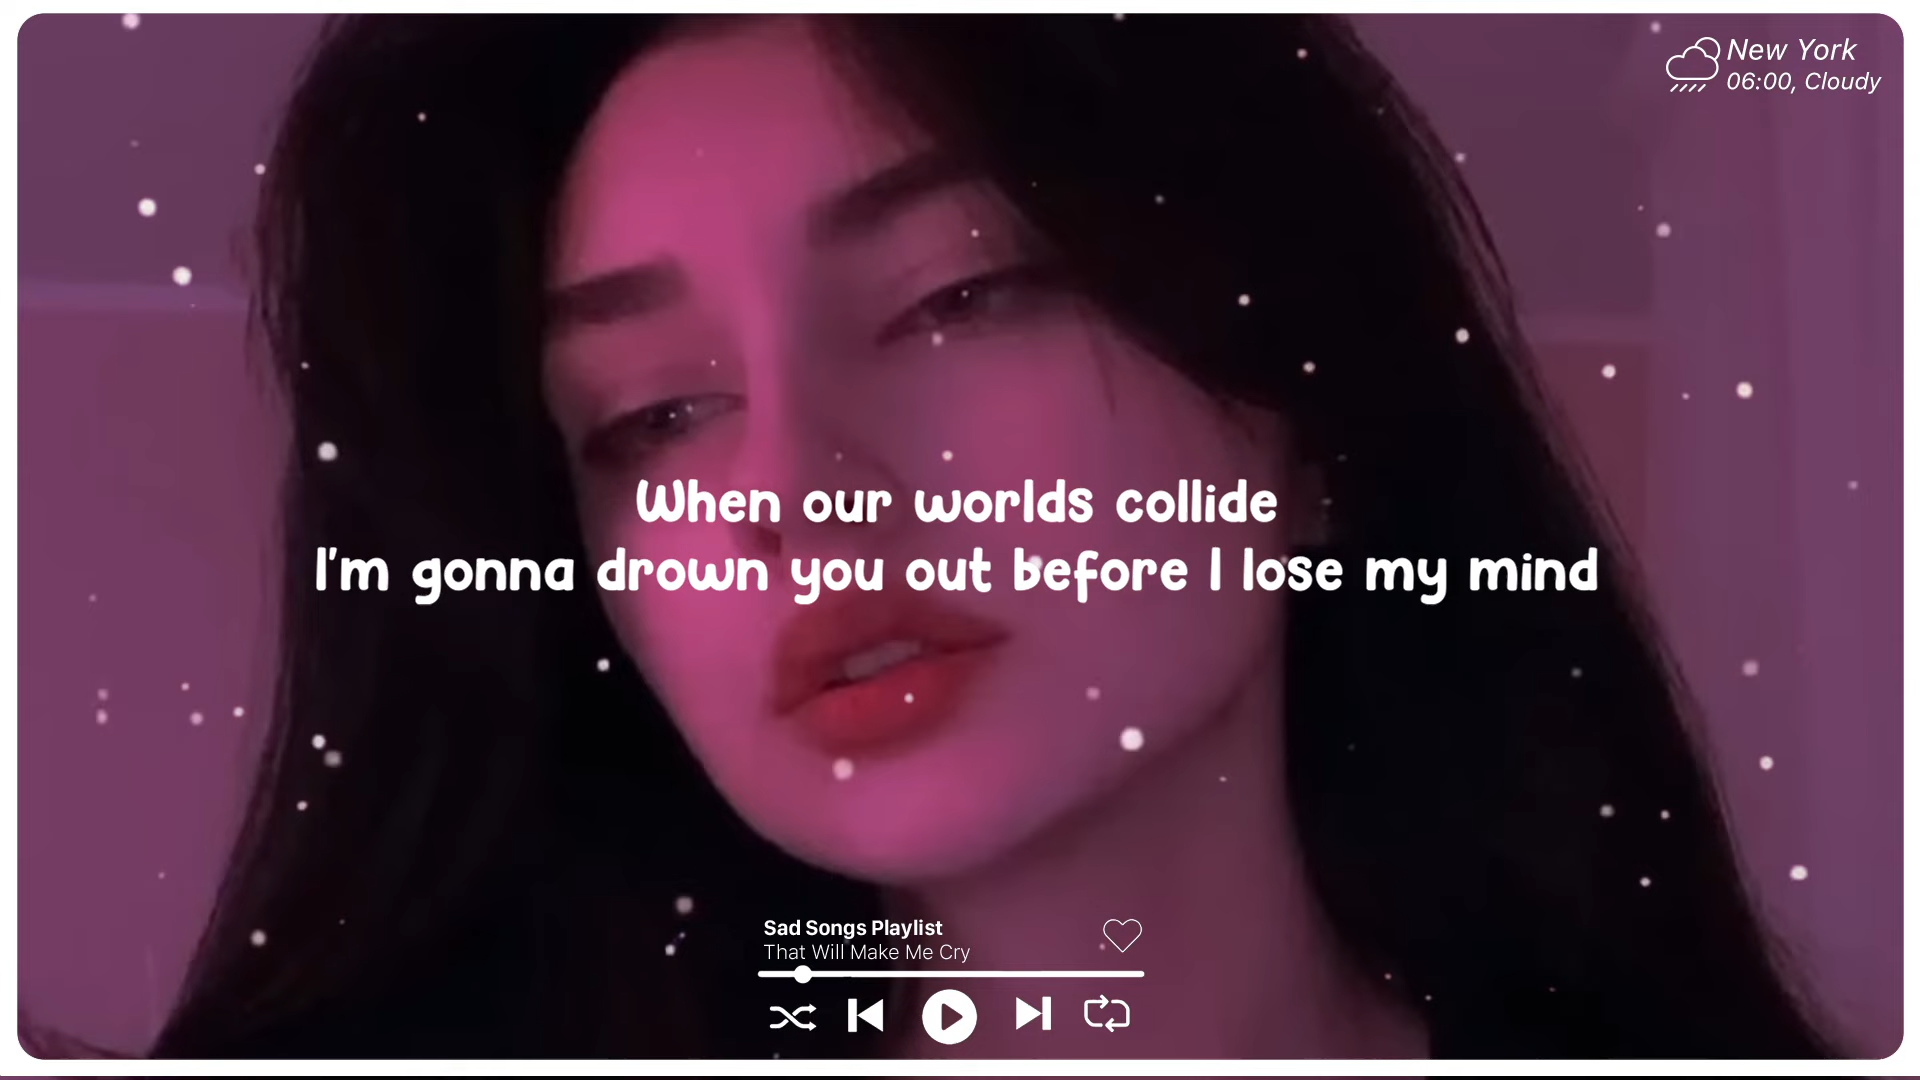 New York
06:00, Cloudy
When our worlds collide
I'm gonna drown you out before I lose my mind
Sad Songs Playlist
That Will Make Me Cry